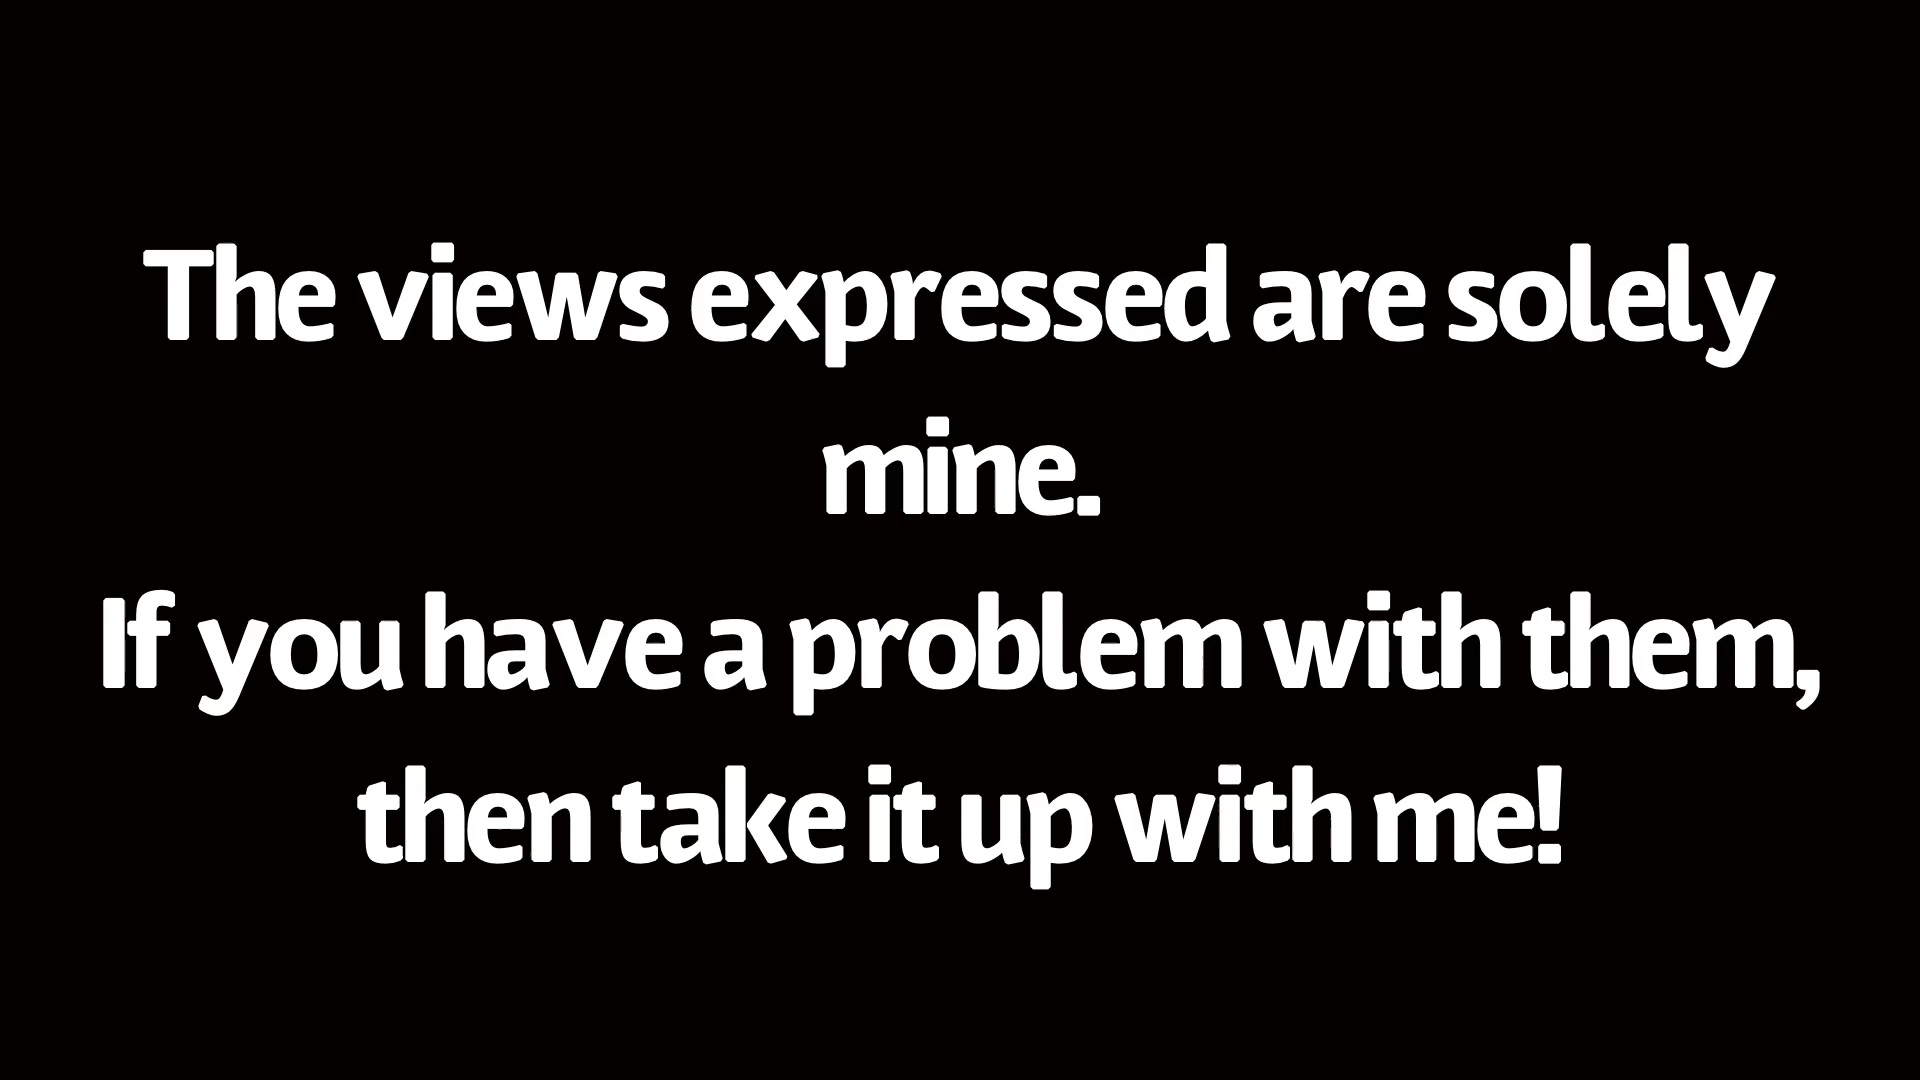 The views expressed are solely
mine.
If you have a problem with them,
then take it up with me!